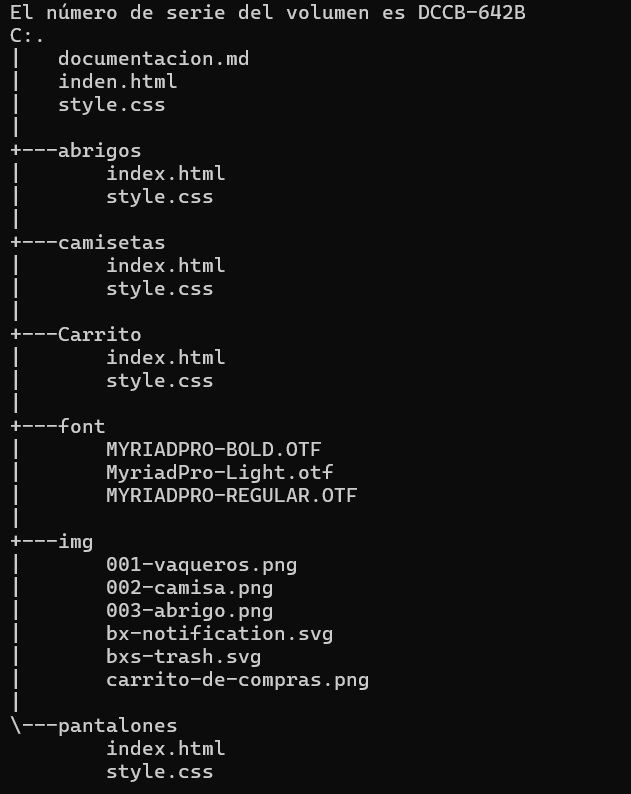 El número de serie del volumen es DCCB-642B
C:.
|   documentacion.md
|   inden.html
|   style.css
|
+---abrigos
|       index.html
|       style.css
|
+---camisetas
|       index.html
|       style.css
|
+---Carrito
|       index.html
|       style.css
|
+---font
|       MYRIADPRO-BOLD.OTF
|       MyriadPro-Light.otf
|       MYRIADPRO-REGULAR.OTF
|
+---img
|       001-vaqueros.png
|       002-camisa.png
|       003-abrigo.png
|       bx-notification.svg
|       bxs-trash.svg
|       carrito-de-compras.png
|
\---pantalones
        index.html
        style.css